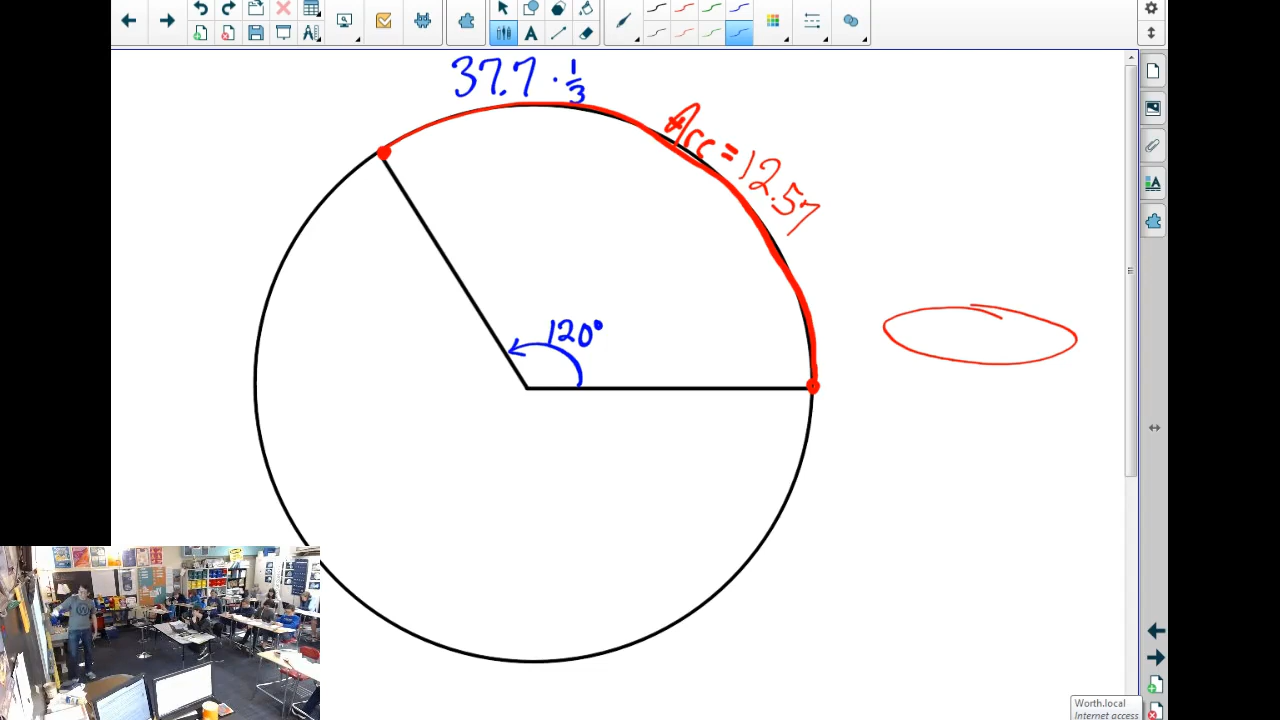 37.7 · 1/3
Arc = 12.57
120°
Worth.local
Internet access